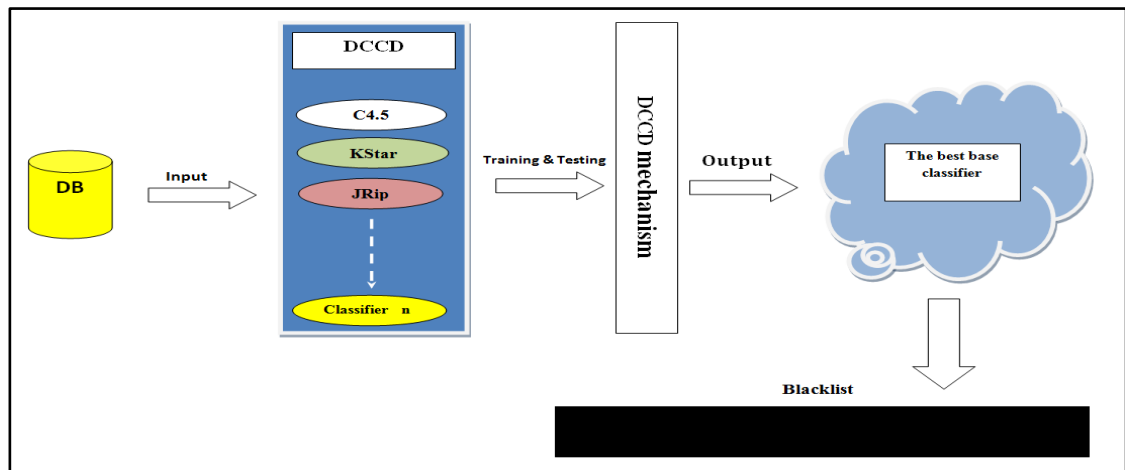 DB
Input
DCCD
C4.5
KStar
JRip
Classifier n
Training & Testing
DCCD mechanism
Output
The best base
classifier
Blacklist